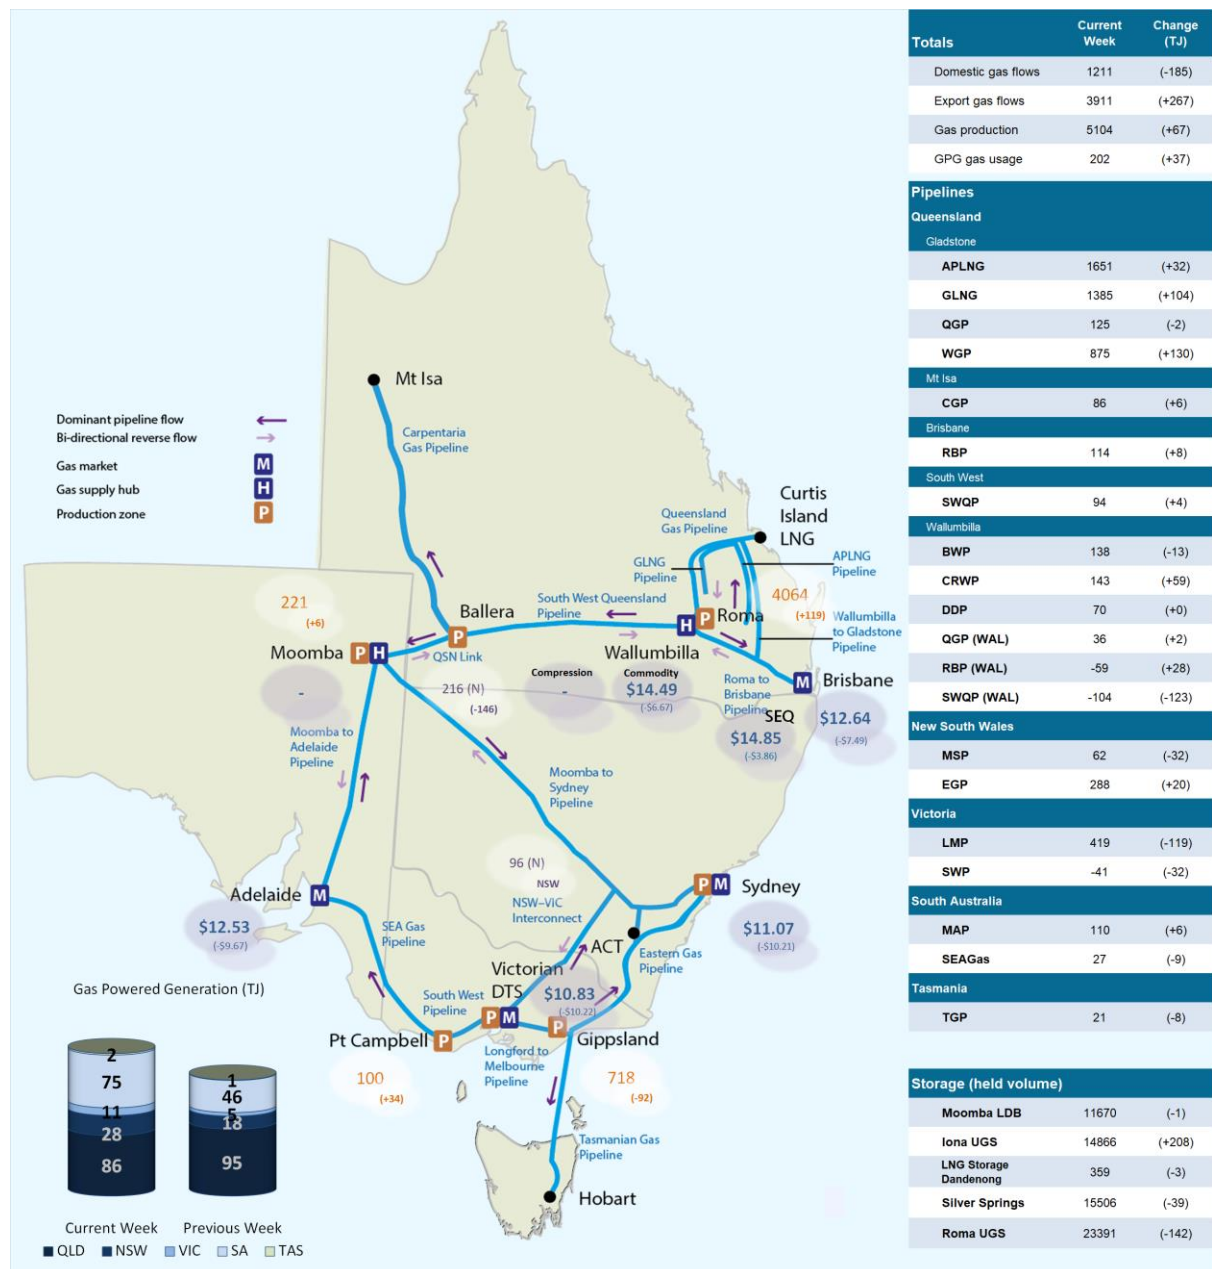 Mt Isa
Dominant pipeline flow
Bi-directional reverse flow
Gas market
M
Gas supply hub
H
Production zone
P
Carpentaria
Gas Pipeline
Curtis
Island
LNG
Queensland
Gas Pipeline
GLNG
Pipeline
APLNG
Pipeline
221
(+6)
4064
(+119)
Ballera
South West Queensland
Pipeline
Roma
Wallumbilla
to Gladstone
Pipeline
P
H
P
Moomba
P H
QSN Link
Wallumbilla
Compression
Commodity
-
216 (N)
(-146)
-
$14.49
(-$6.67)
Roma to
Brisbane
Pipeline
M
Brisbane
SEQ
$12.64
(-$7.49)
$14.85
(-$3.86)
Moomba to
Adelaide
Pipeline
Moomba to
Sydney
Pipeline
96 (N)
NSW
NSW–VIC
Interconnect
Adelaide
M
P M
Sydney
$12.53
(-$9.67)
SEA Gas
Pipeline
ACT
Eastern Gas
Pipeline
$11.07
(-$10.21)
Victorian
DTS
$10.83
(-$10.22)
South West
Pipeline
P M
P
Pt Campbell
P
Gippsland
Longford to
Melbourne
Pipeline
100
(+34)
718
(-92)
Tasmanian Gas
Pipeline
Hobart
Gas Powered Generation (TJ)
2
75
11
28
86
1
46
5
18
95
Current Week
Previous Week
QLD NSW VIC SA TAS
Totals Current Week Change (TJ)
Domestic gas flows 1211 (-185)
Export gas flows 3911 (+267)
Gas production 5104 (+67)
GPG gas usage 202 (+37)
Pipelines
Queensland
Gladstone
APLNG 1651 (+32)
GLNG 1385 (+104)
QGP 125 (-2)
WGP 875 (+130)
Mt Isa
CGP 86 (+6)
Brisbane
RBP 114 (+8)
South West
SWQP 94 (+4)
Wallumbilla
BWP 138 (-13)
CRWP 143 (+59)
DDP 70 (+0)
QGP (WAL) 36 (+2)
RBP (WAL) -59 (+28)
SWQP (WAL) -104 (-123)
New South Wales
MSP 62 (-32)
EGP 288 (+20)
Victoria
LMP 419 (-119)
SWP -41 (-32)
South Australia
MAP 110 (+6)
SEAGas 27 (-9)
Tasmania
TGP 21 (-8)
Storage (held volume)
Moomba LDB 11670 (-1)
Iona UGS 14866 (+208)
LNG Storage
Dandenong 359 (-3)
Silver Springs 15506 (-39)
Roma UGS 23391 (-142)